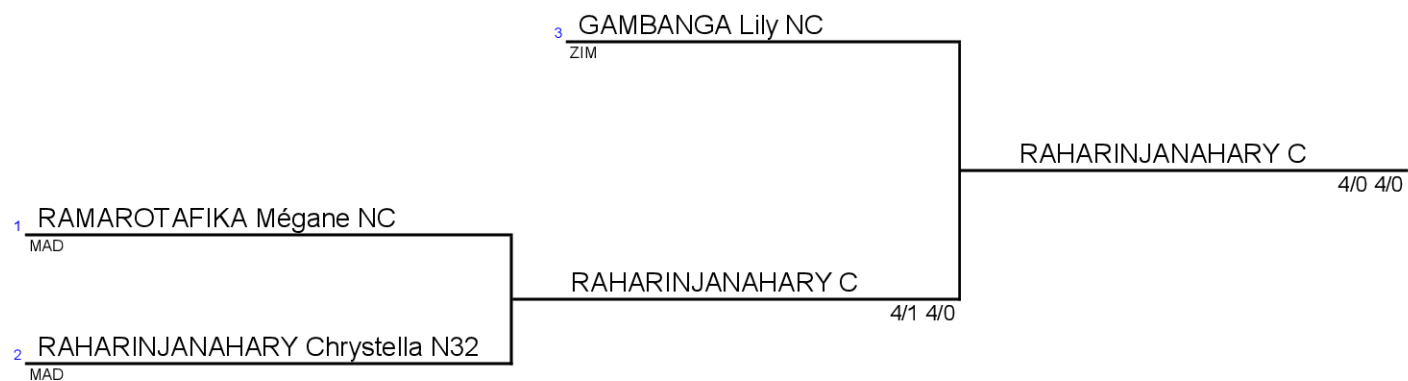 3 GAMBANGA Lily NC
ZIM
RAHARINJANAHARY C
4/0 4/0
1 RAMAROTAFIKA Mégane NC
MAD
RAHARINJANAHARY C
4/1 4/0
2 RAHARINJANAHARY Chrystella N32
MAD